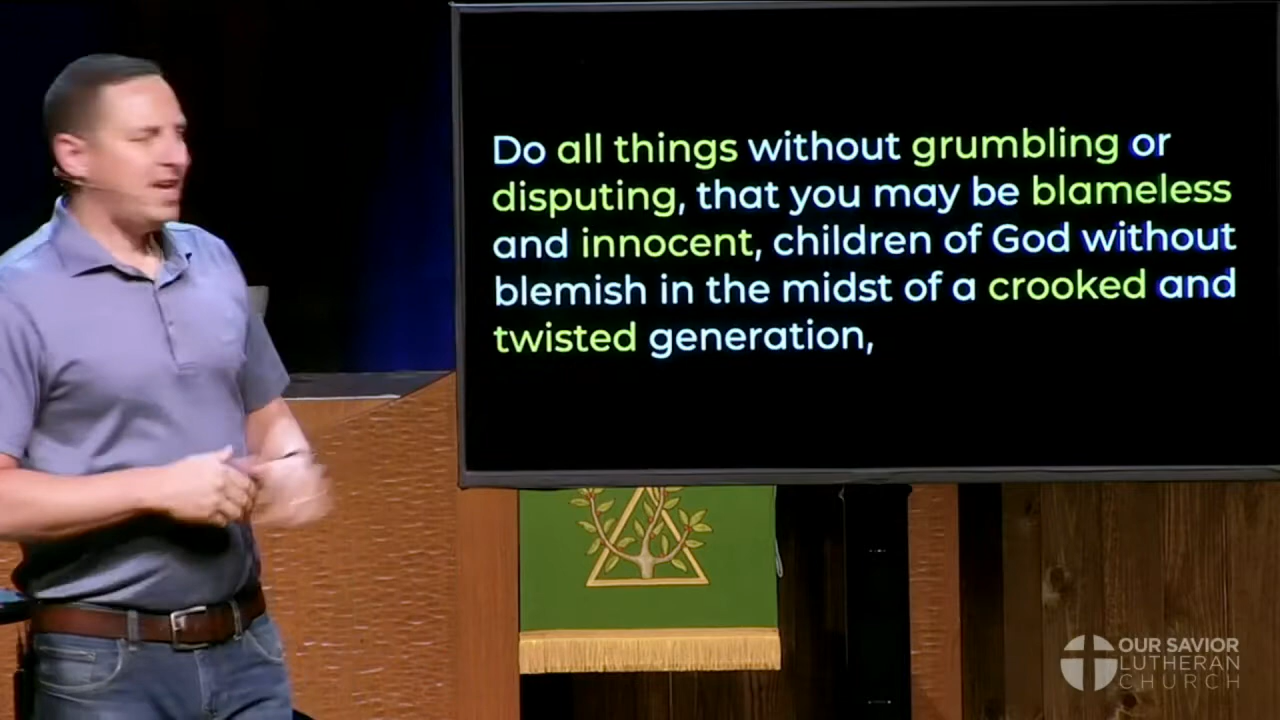 Do all things without grumbling or
disputing, that you may be blameless
and innocent, children of God without
blemish in the midst of a crooked and
twisted generation,
OUR SAVIOR
LUTHERAN
CHURCH